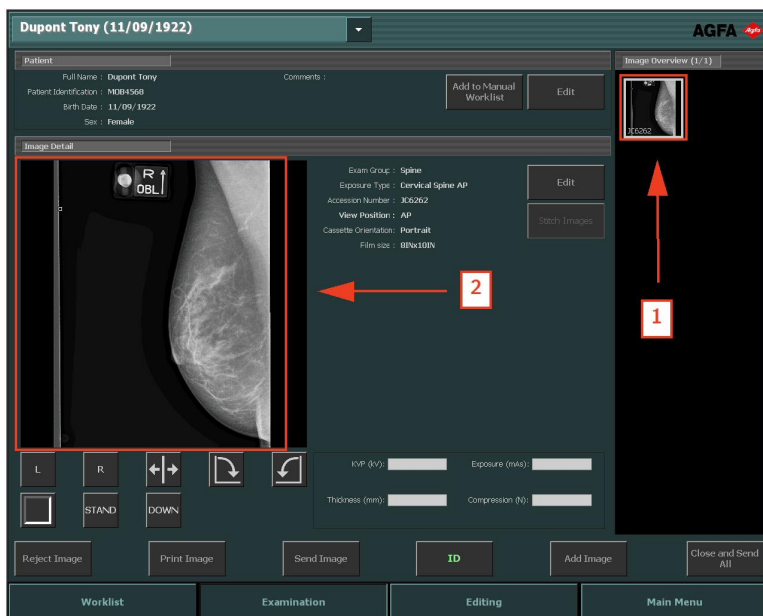 Dupont Tony (11/09/1922)
AGFA
Patient
Full Name : Dupont Tony
Patient Identification : MOB4568
Birth Date : 11/09/1922
Sex : Female
Comments :
Add to Manual
Worklist
Edit
Image Overview (1/1)
JC6262
1
Image Detail
R
OBL
Exam Group : Spine
Exposure Type : Cervical Spine AP
Accession Number : JC6262
View Position : AP
Cassette Orientation: Portrait
Film size : 8INx10IN
Edit
Stitch Images
2
L
R
STAND
DOWN
KVP (kV):
Exposure (mAs):
Thickness (mm):
Compression (N):
Reject Image
Print Image
Send Image
ID
Add Image
Close and Send
All
Worklist
Examination
Editing
Main Menu